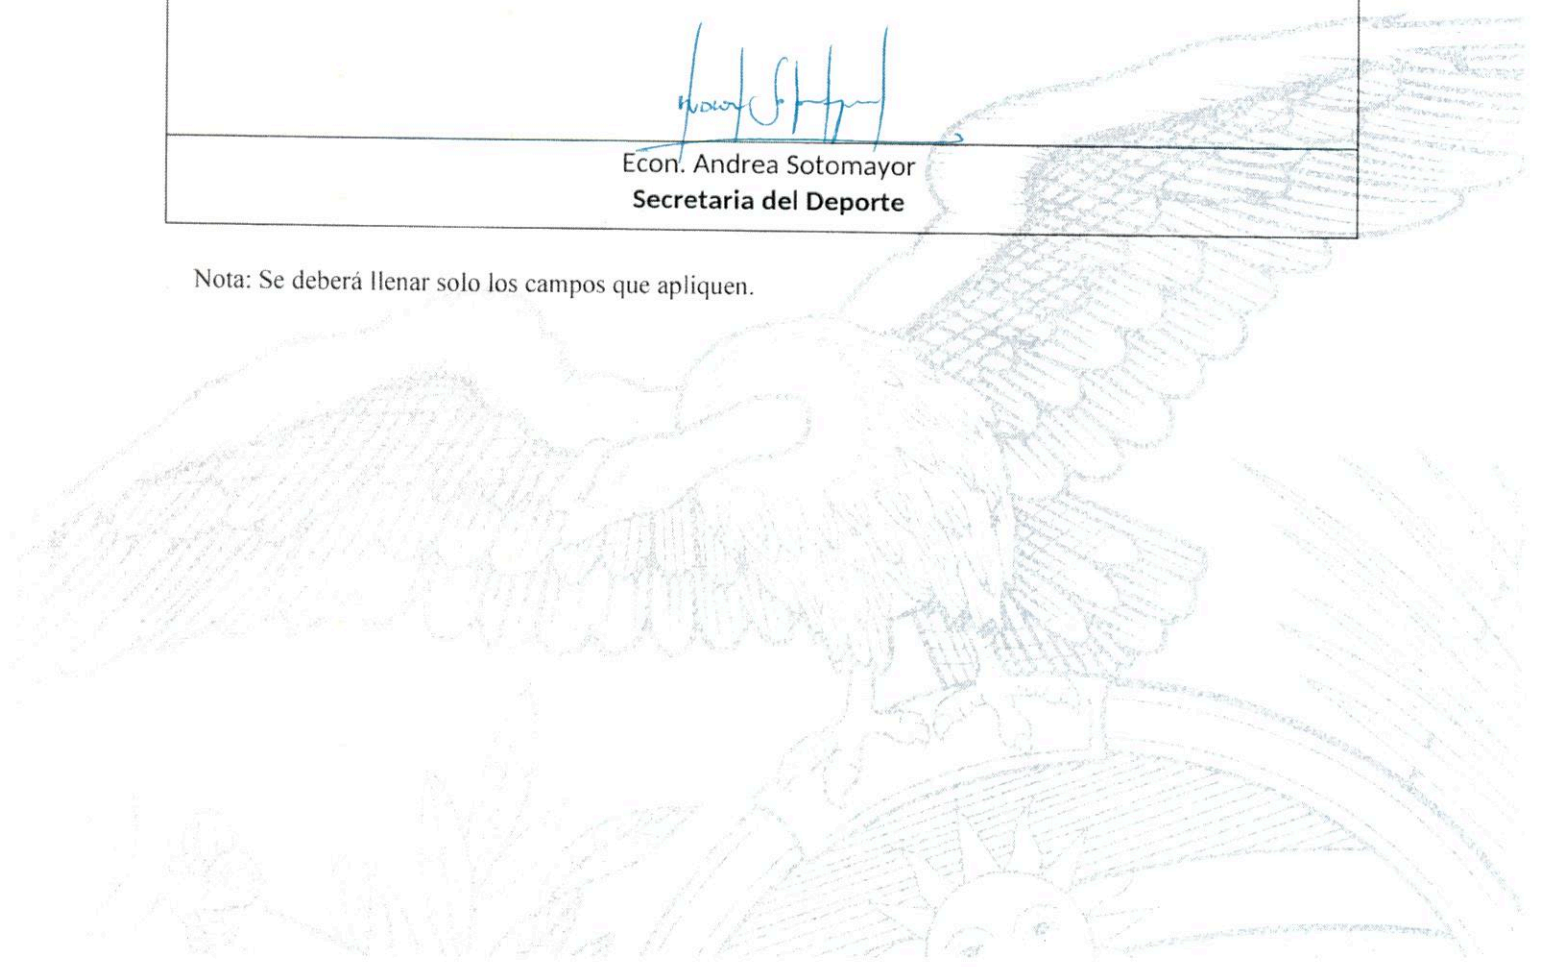 Econ. Andrea Sotomayor
Secretaria del Deporte
Nota: Se deberá llenar solo los campos que apliquen.